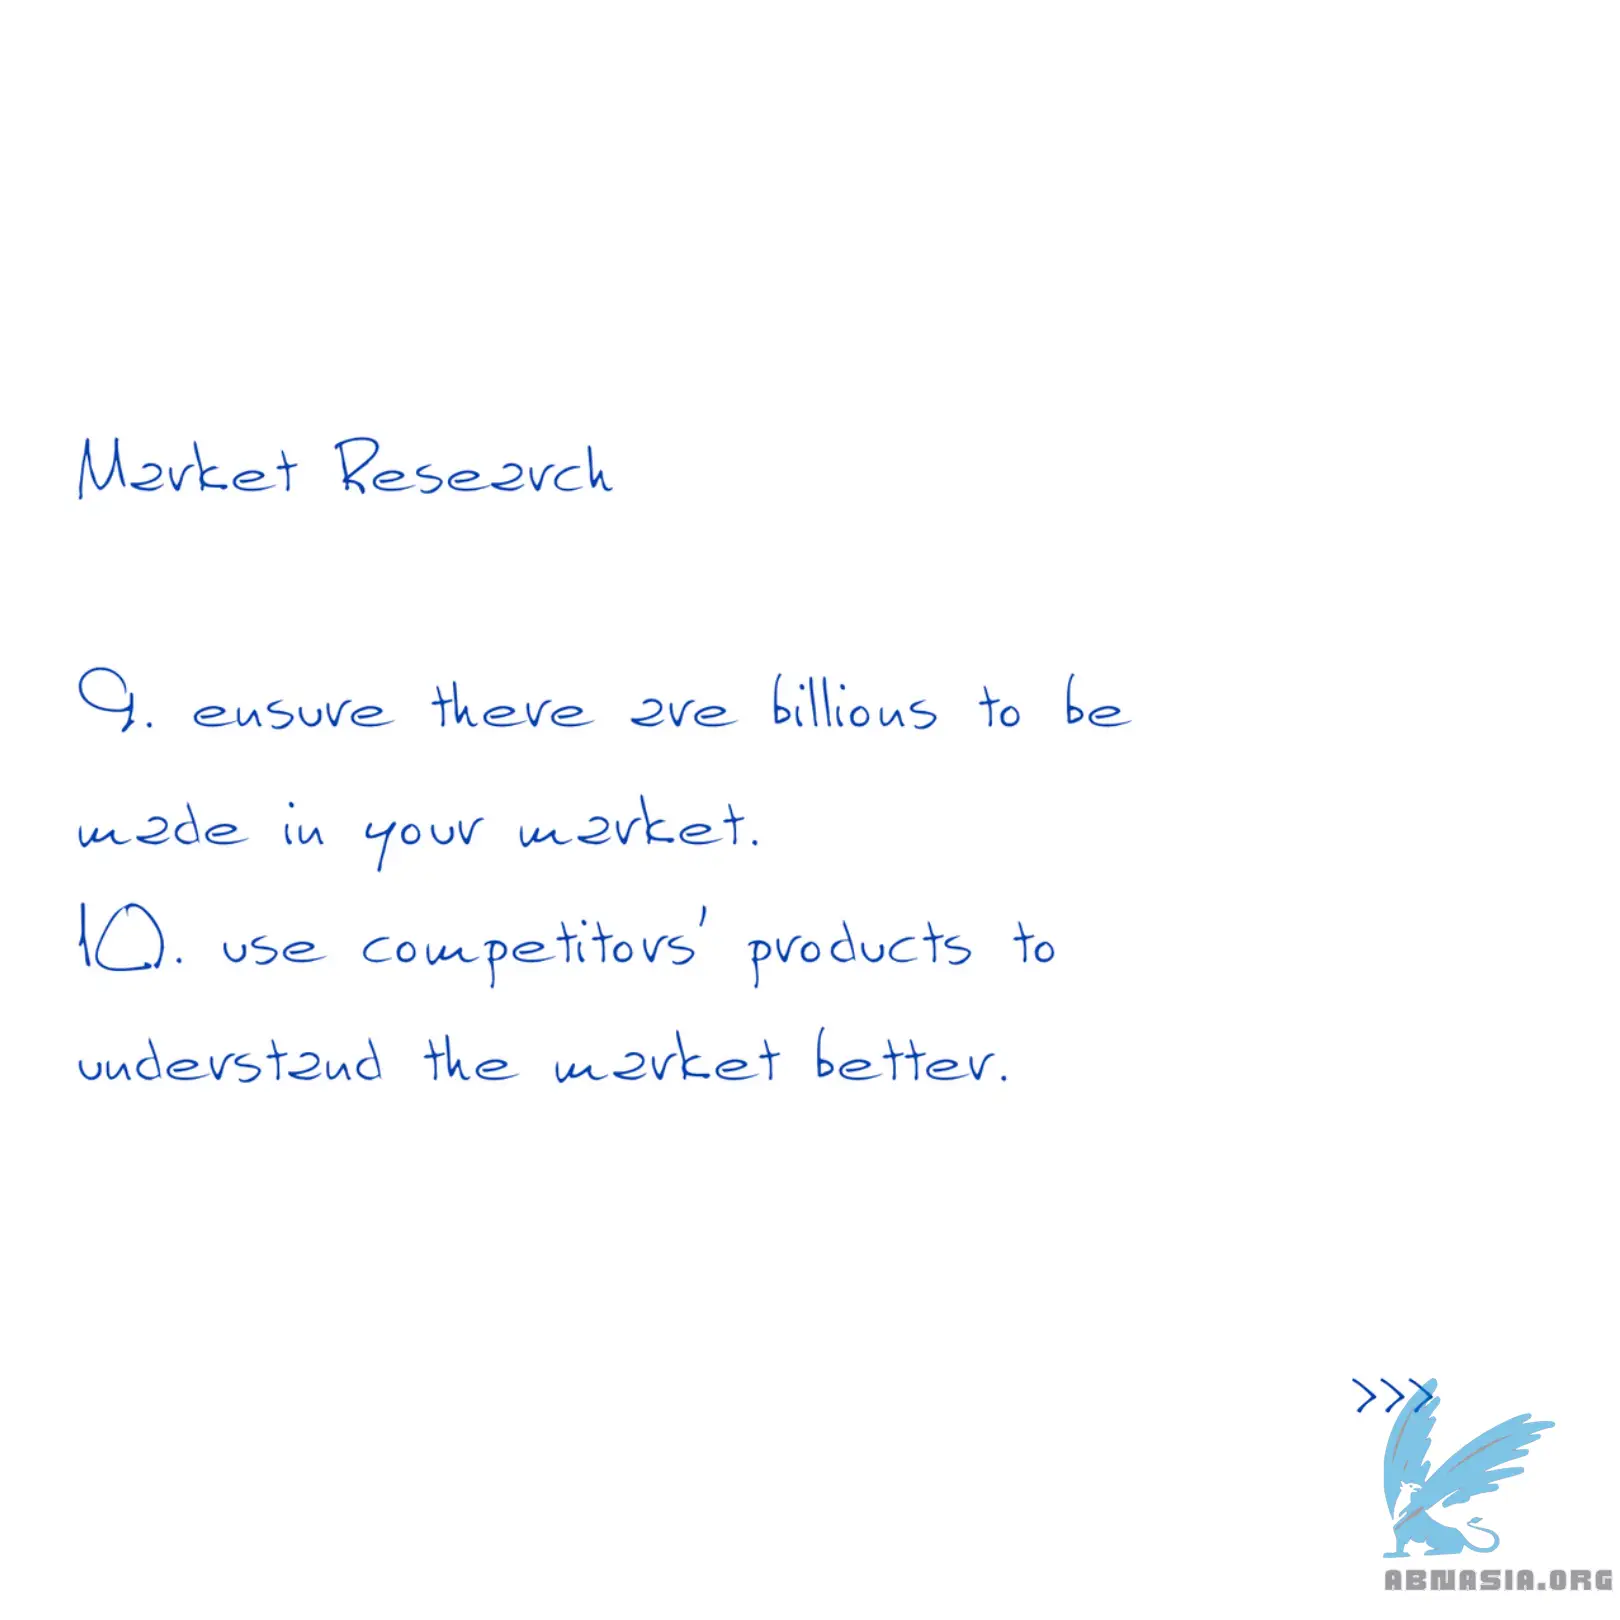 Market Research
9. ensure there are billions to be
made in your market.
10. use competitors' products to
understand the market better.
>>>
ABNASIA.ORG